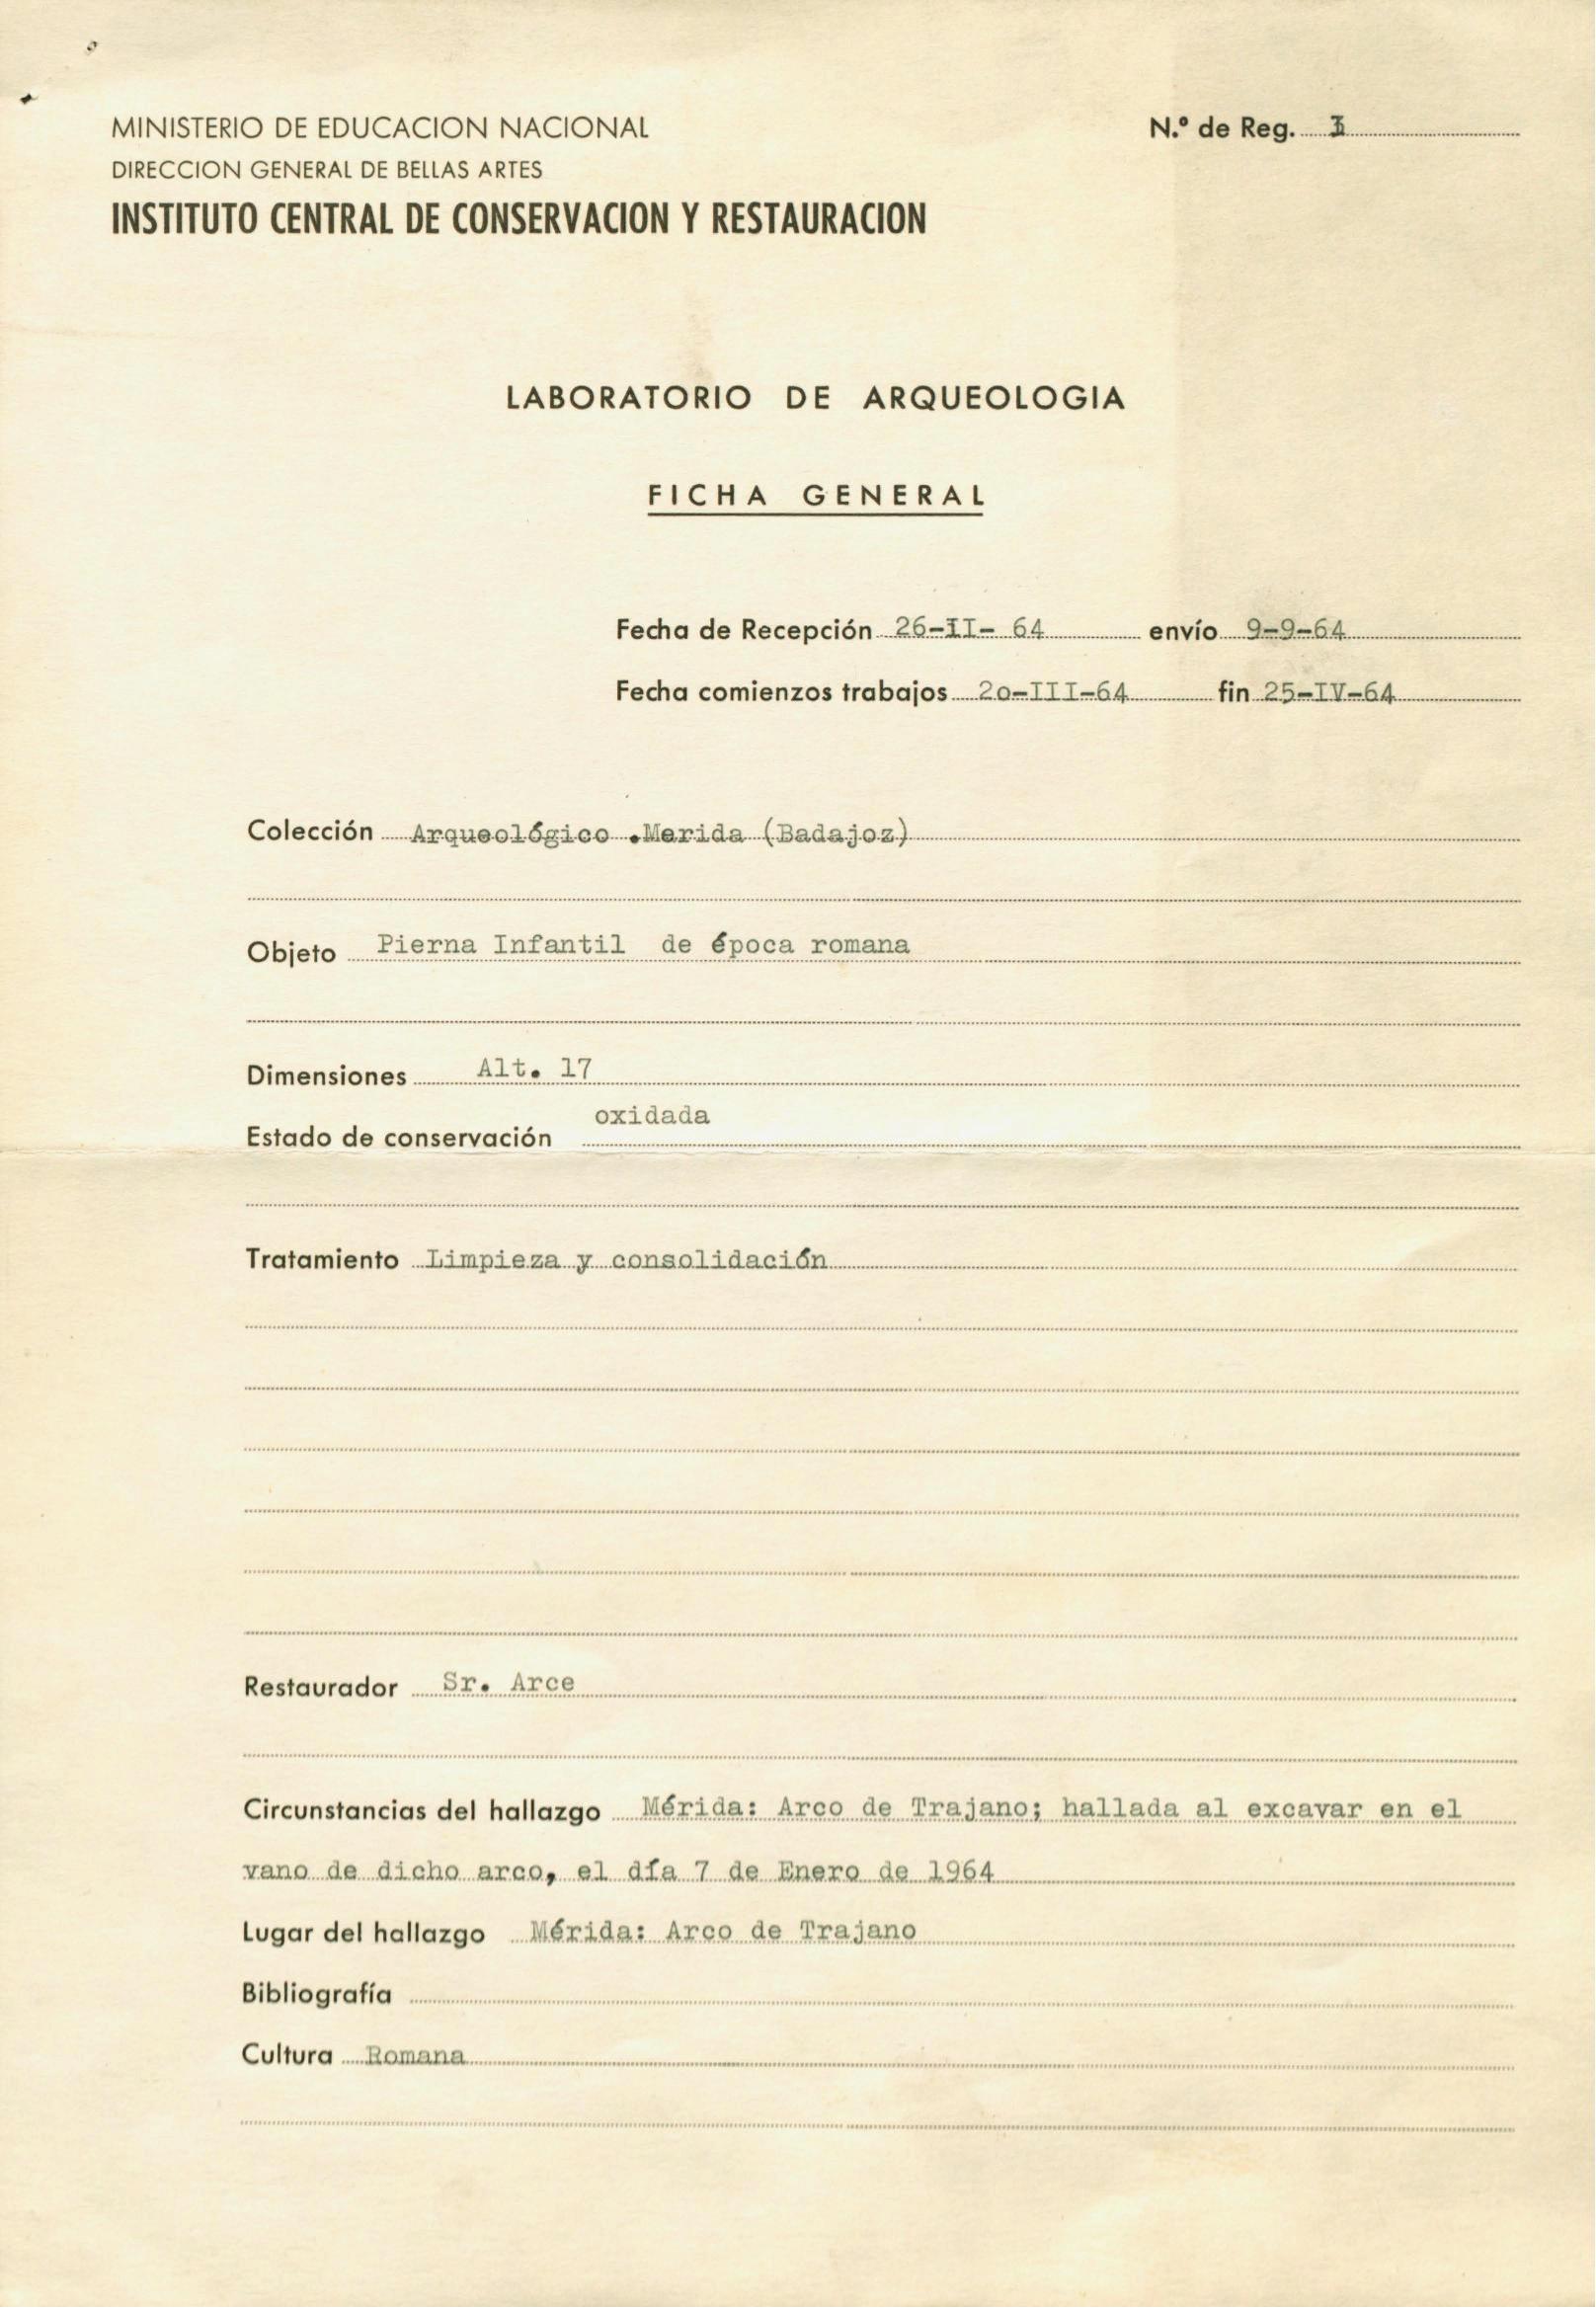 MINISTERIO DE EDUCACION NACIONAL
N.º de Reg.
DIRECCION GENERAL DE BELLAS ARTES
INSTITUTO CENTRAL DE CONSERVACION Y RESTAURACION
LABORATORIO DE ARQUEOLOGIA
FICHA GENERAL
Fecha de Recepción 26-II- 64 envío 9-9-64
Fecha comienzos trabajos 2o-III-64 fin 25-IV-64
Colección Arqueológico .Merida (Badajoz)
Objeto Pierna Infantil de época romana
Dimensiones Alt. 17
Estado de conservación oxidada
Tratamiento Limpieza y consolidación
Restaurador Sr. Arce
Circunstancias del hallazgo Mérida: Arco de Trajano; hallada al excavar en el
vano de dicho arco, el día 7 de Enero de 1964
Lugar del hallazgo Mérida: Arco de Trajano
Bibliografía
Cultura Romana